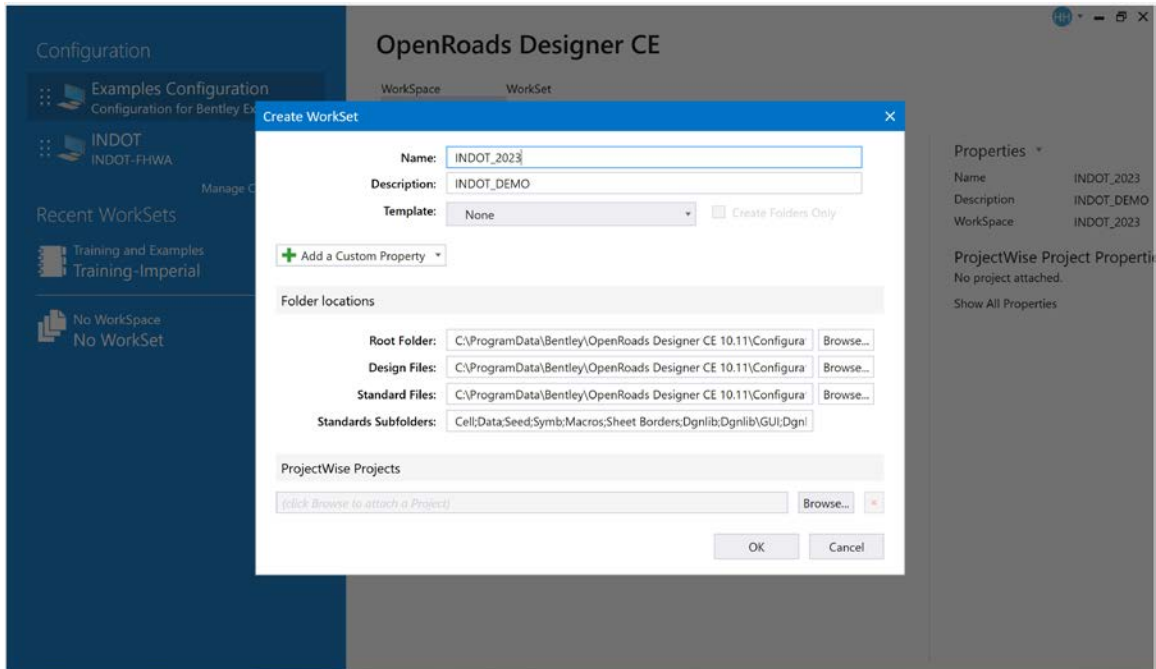 HH
Configuration
OpenRoads Designer CE
Examples Configuration
Configuration for Bentley Ex
WorkSpace WorkSet
INDOT
INDOT-FHWA
Manage C
Recent WorkSets
Training and Examples
Training-Imperial
No WorkSpace
No WorkSet
Create WorkSet
Name: INDOT_2023
Description: INDOT_DEMO
Template: None Create Folders Only
Add a Custom Property
Folder locations
Root Folder: C:\ProgramData\Bentley\OpenRoads Designer CE 10.11\Configura Browse...
Design Files: C:\ProgramData\Bentley\OpenRoads Designer CE 10.11\Configura Browse...
Standard Files: C:\ProgramData\Bentley\OpenRoads Designer CE 10.11\Configura Browse...
Standards Subfolders: Cell;Data;Seed;Symb;Macros;Sheet Borders;Dgnlib;Dgnlib\GUI;Dgnl
ProjectWise Projects
(click Browse to attach a Project) Browse...
OK Cancel
Properties
Name INDOT_2023
Description INDOT_DEMO
WorkSpace INDOT_2023
ProjectWise Project Propertie
No project attached.
Show All Properties